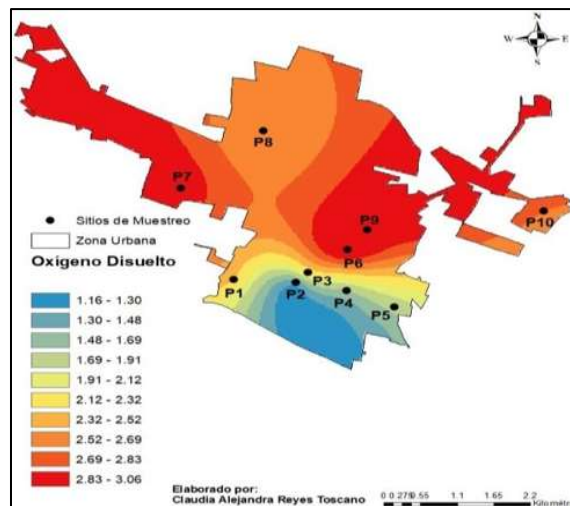 N
W E
S
P8
P7
P9
P10
P6
P3
P1
P2
P4
P5
Sitios de Muestreo
Zona Urbana
Oxígeno Disuelto
1.16 - 1.30
1.30 - 1.48
1.48 - 1.69
1.69 - 1.91
1.91 - 2.12
2.12 - 2.32
2.32 - 2.52
2.52 - 2.69
2.69 - 2.83
2.83 - 3.06
Elaborado por:
Claudia Alejandra Reyes Toscano
1.1 1.65 2.2